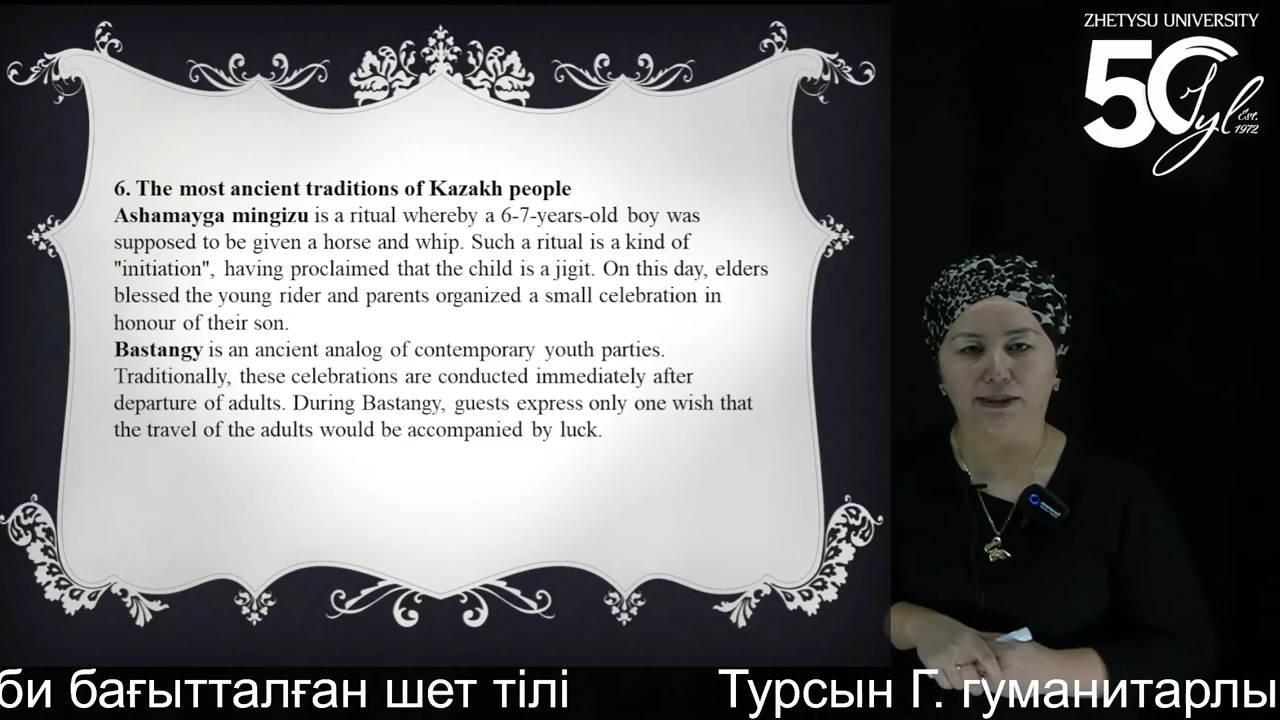 ZHETYSU UNIVERSITY
50
jyl
Est.
1972
6. The most ancient traditions of Kazakh people
Ashamayga mingizu is a ritual whereby a 6-7-years-old boy was
supposed to be given a horse and whip. Such a ritual is a kind of
"initiation", having proclaimed that the child is a jigit. On this day, elders
blessed the young rider and parents organized a small celebration in
honour of their son.
Bastangy is an ancient analog of contemporary youth parties.
Traditionally, these celebrations are conducted immediately after
departure of adults. During Bastangy, guests express only one wish that
the travel of the adults would be accompanied by luck.
би бағытталған шет тілі Турсын Г. гуманитарлы